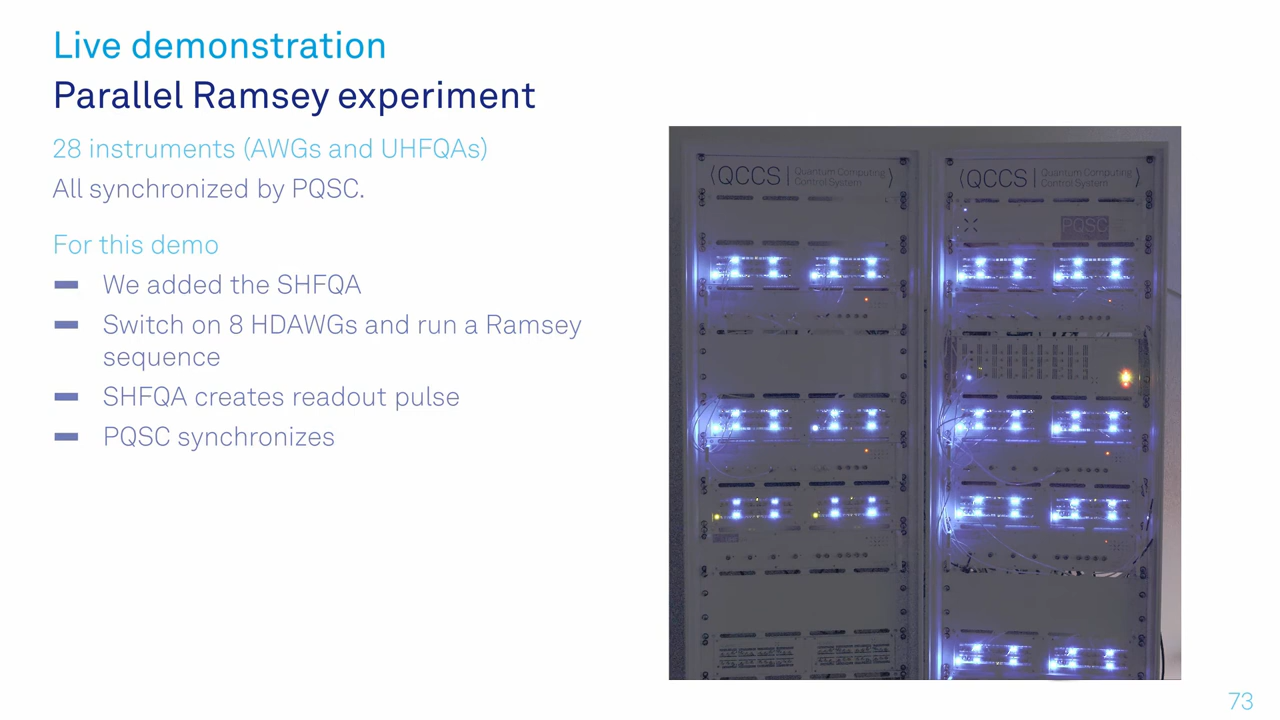 Live demonstration
Parallel Ramsey experiment
28 instruments (AWGs and UHFQAs)
All synchronized by PQSC.
For this demo
We added the SHFQA
Switch on 8 HDAWGs and run a Ramsey
sequence
SHFQA creates readout pulse
PQSC synchronizes
⟨QCCS | Quantum Computing
Control System⟩
⟨QCCS | Quantum Computing
Control System⟩
PQSC
73